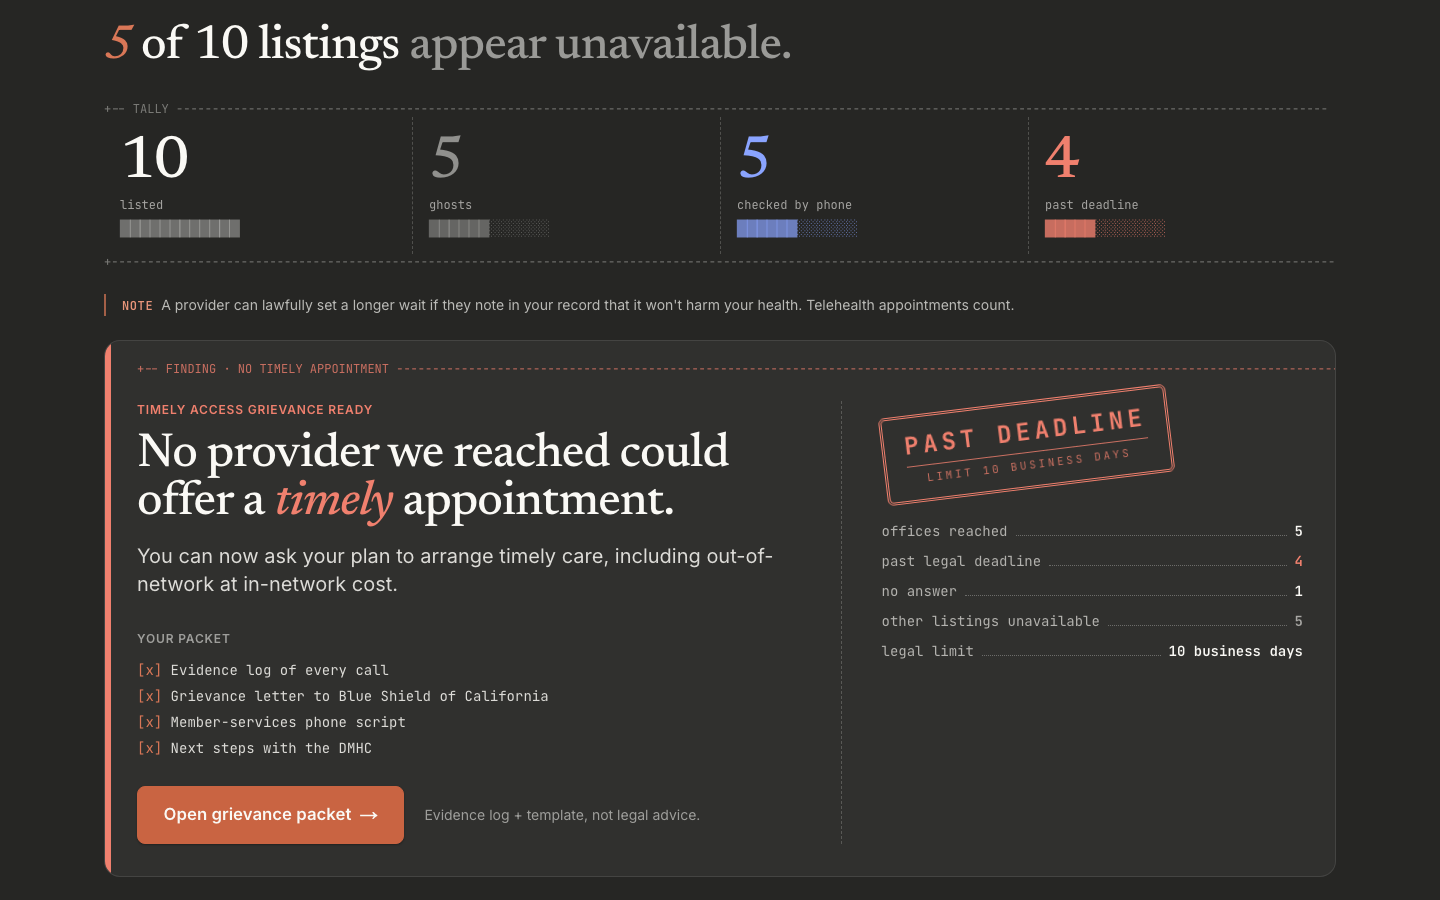 5 of 10 listings appear unavailable.
TALLY
10
listed
5
ghosts
5
checked by phone
4
past deadline
NOTE A provider can lawfully set a longer wait if they note in your record that it won't harm your health. Telehealth appointments count.
FINDING · NO TIMELY APPOINTMENT
TIMELY ACCESS GRIEVANCE READY
No provider we reached could
offer a timely appointment.
You can now ask your plan to arrange timely care, including out-of-
network at in-network cost.
YOUR PACKET
[x] Evidence log of every call
[x] Grievance letter to Blue Shield of California
[x] Member-services phone script
[x] Next steps with the DMHC
Open grievance packet →
Evidence log + template, not legal advice.
PAST DEADLINE
LIMIT 10 BUSINESS DAYS
offices reached 5
past legal deadline 4
no answer 1
other listings unavailable 5
legal limit 10 business days